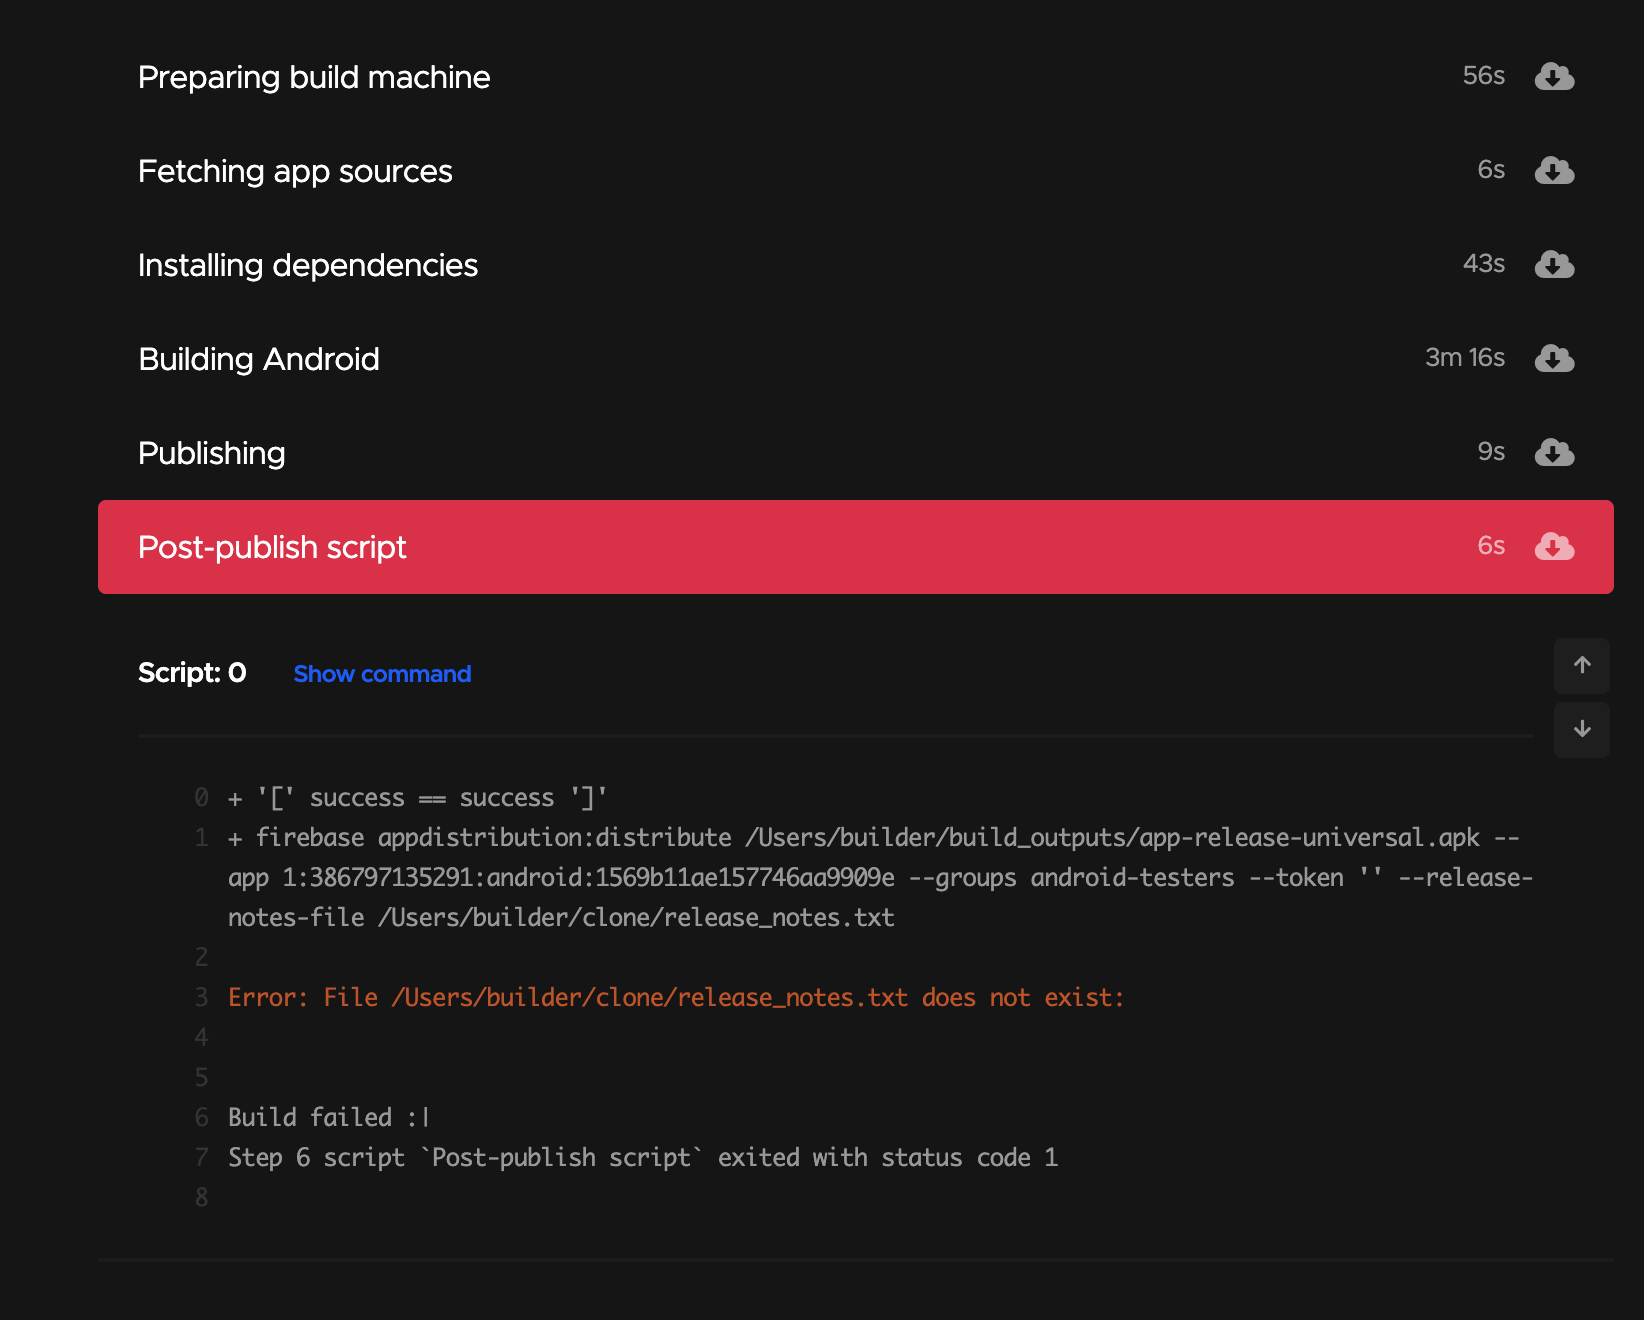 Preparing build machine 56s
Fetching app sources 6s
Installing dependencies 43s
Building Android 3m 16s
Publishing 9s
Post-publish script 6s
Script: 0 Show command
0 + '[' success == success ']'
1 + firebase appdistribution:distribute /Users/builder/build_outputs/app-release-universal.apk --
app 1:386797135291:android:1569b11ae157746aa9909e --groups android-testers --token '' --release-
notes-file /Users/builder/clone/release_notes.txt
2
3 Error: File /Users/builder/clone/release_notes.txt does not exist:
4
5
6 Build failed :|
7 Step 6 script `Post-publish script` exited with status code 1
8